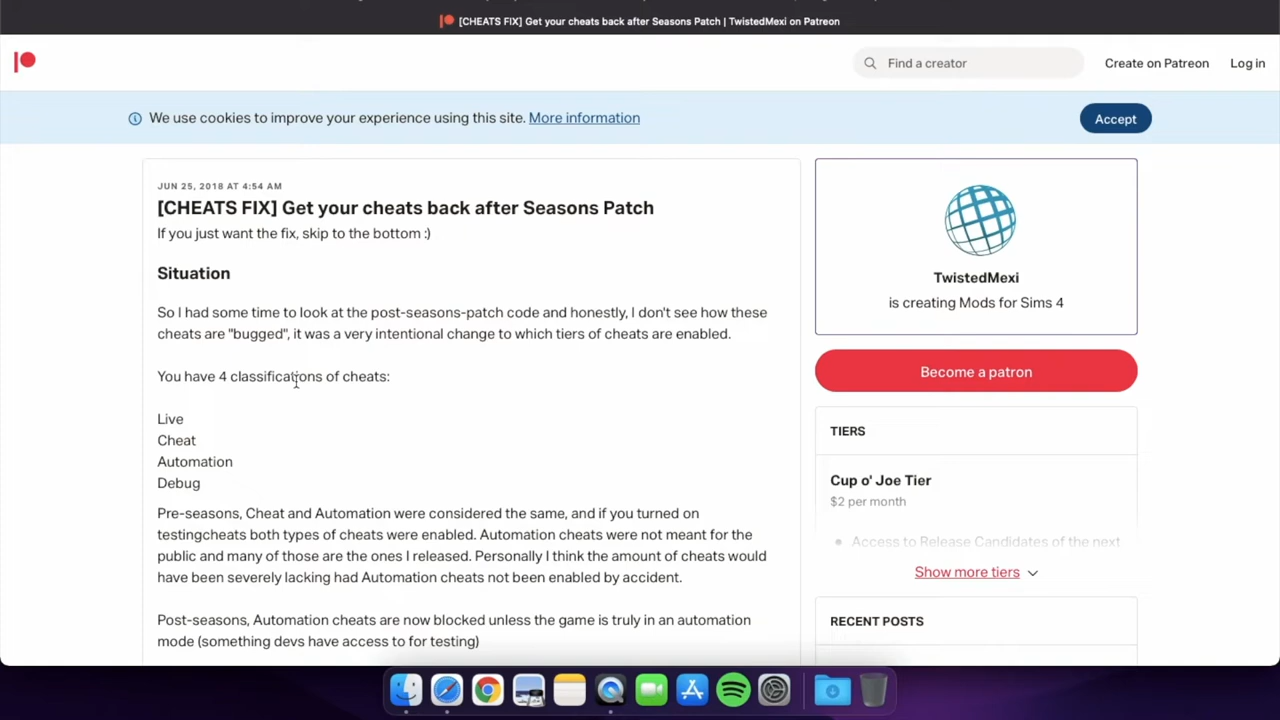 [CHEATS FIX] Get your cheats back after Seasons Patch | TwistedMexi on Patreon
Find a creator
Create on Patreon
Log in
We use cookies to improve your experience using this site. More information
Accept
JUN 25, 2018 AT 4:54 AM
[CHEATS FIX] Get your cheats back after Seasons Patch
If you just want the fix, skip to the bottom :)
Situation
So I had some time to look at the post-seasons-patch code and honestly, I don't see how these
cheats are "bugged", it was a very intentional change to which tiers of cheats are enabled.
You have 4 classifications of cheats:
Live
Cheat
Automation
Debug
Pre-seasons, Cheat and Automation were considered the same, and if you turned on
testingcheats both types of cheats were enabled. Automation cheats were not meant for the
public and many of those are the ones I released. Personally I think the amount of cheats would
have been severely lacking had Automation cheats not been enabled by accident.
Post-seasons, Automation cheats are now blocked unless the game is truly in an automation
mode (something devs have access to for testing)
TwistedMexi
is creating Mods for Sims 4
Become a patron
TIERS
Cup o' Joe Tier
$2 per month
Access to Release Candidates of the next
Show more tiers
RECENT POSTS